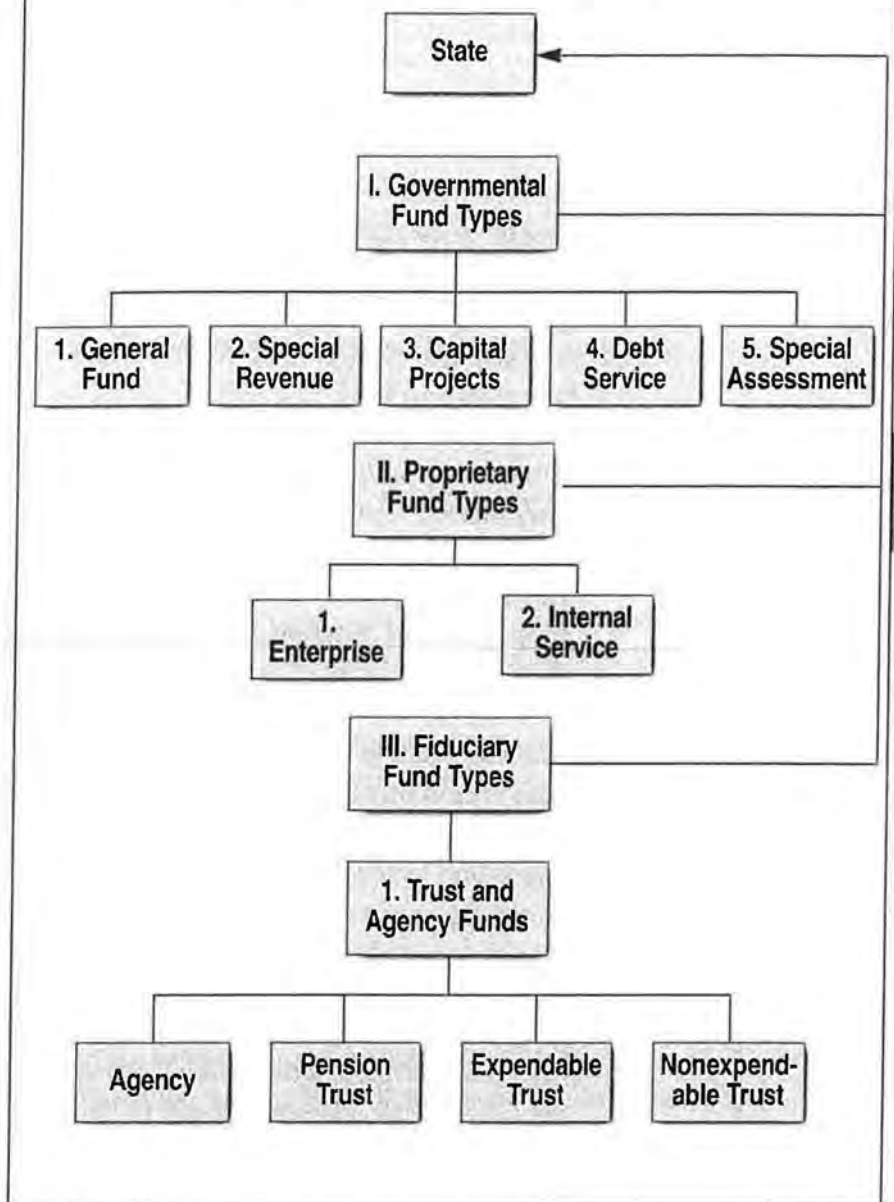 State
I. Governmental
Fund Types
1. General
Fund
2. Special
Revenue
3. Capital
Projects
4. Debt
Service
5. Special
Assessment
II. Proprietary
Fund Types
1.
Enterprise
2. Internal
Service
III. Fiduciary
Fund Types
1. Trust and
Agency Funds
Agency
Pension
Trust
Expendable
Trust
Nonexpend-
able Trust